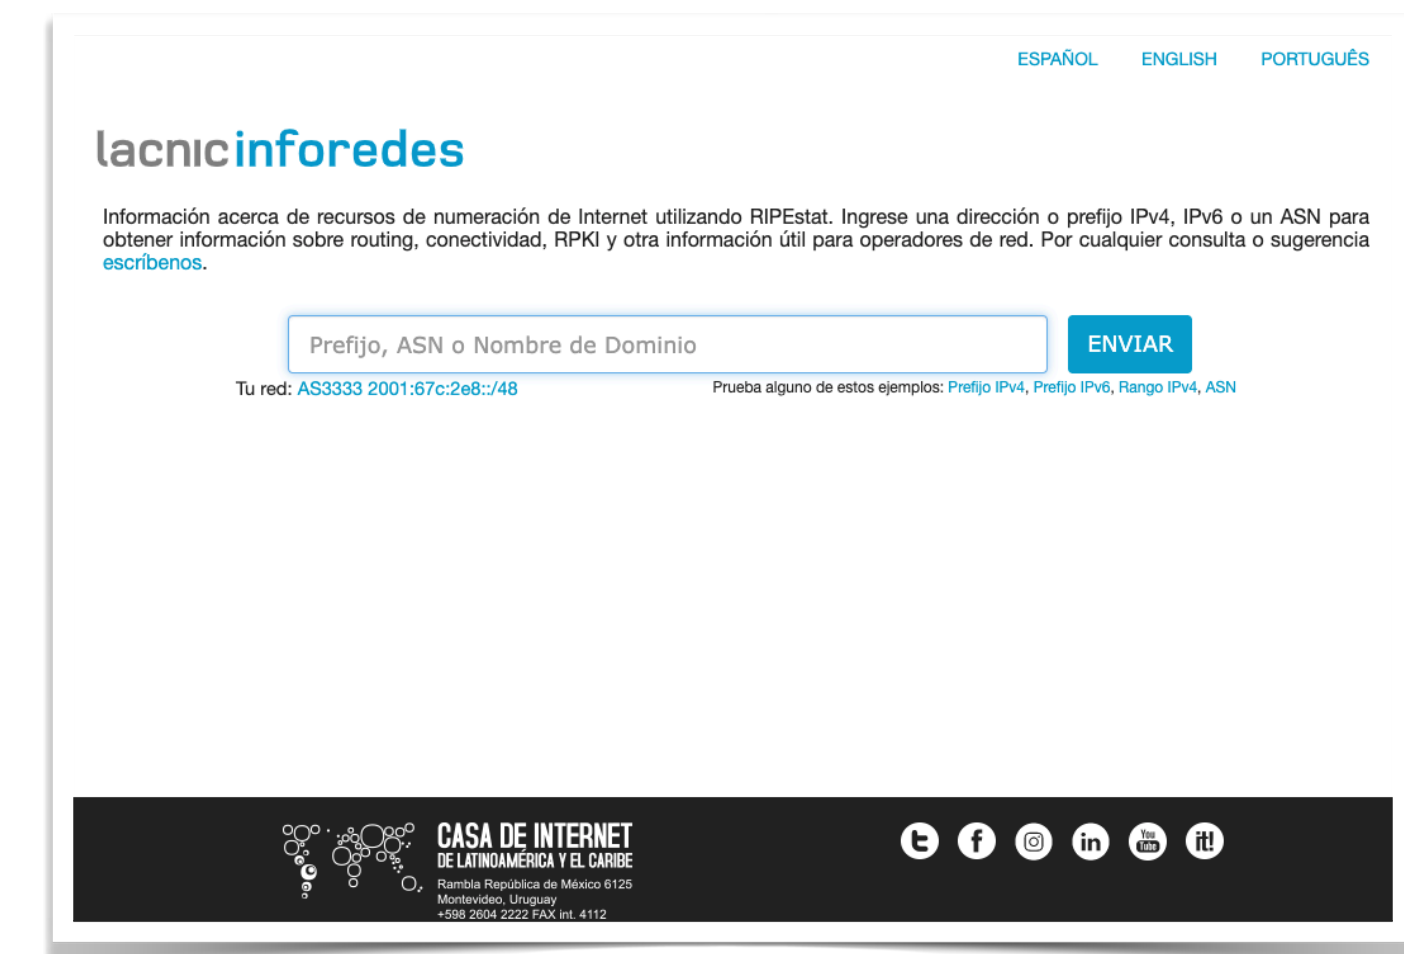 ESPAÑOL ENGLISH PORTUGUÊS
lacnicinforedes
Información acerca de recursos de numeración de Internet utilizando RIPEstat. Ingrese una dirección o prefijo IPv4, IPv6 o un ASN para
obtener información sobre routing, conectividad, RPKI y otra información útil para operadores de red. Por cualquier consulta o sugerencia
escríbenos.
Prefijo, ASN o Nombre de Dominio
ENVIAR
Tu red: AS3333 2001:67c:2e8::/48
Prueba alguno de estos ejemplos: Prefijo IPv4, Prefijo IPv6, Rango IPv4, ASN
CASA DE INTERNET
DE LATINOAMÉRICA Y EL CARIBE
Rambla República de México 6125
Montevideo, Uruguay
+598 2604 2222 FAX int. 4112
t f in You Tube it!